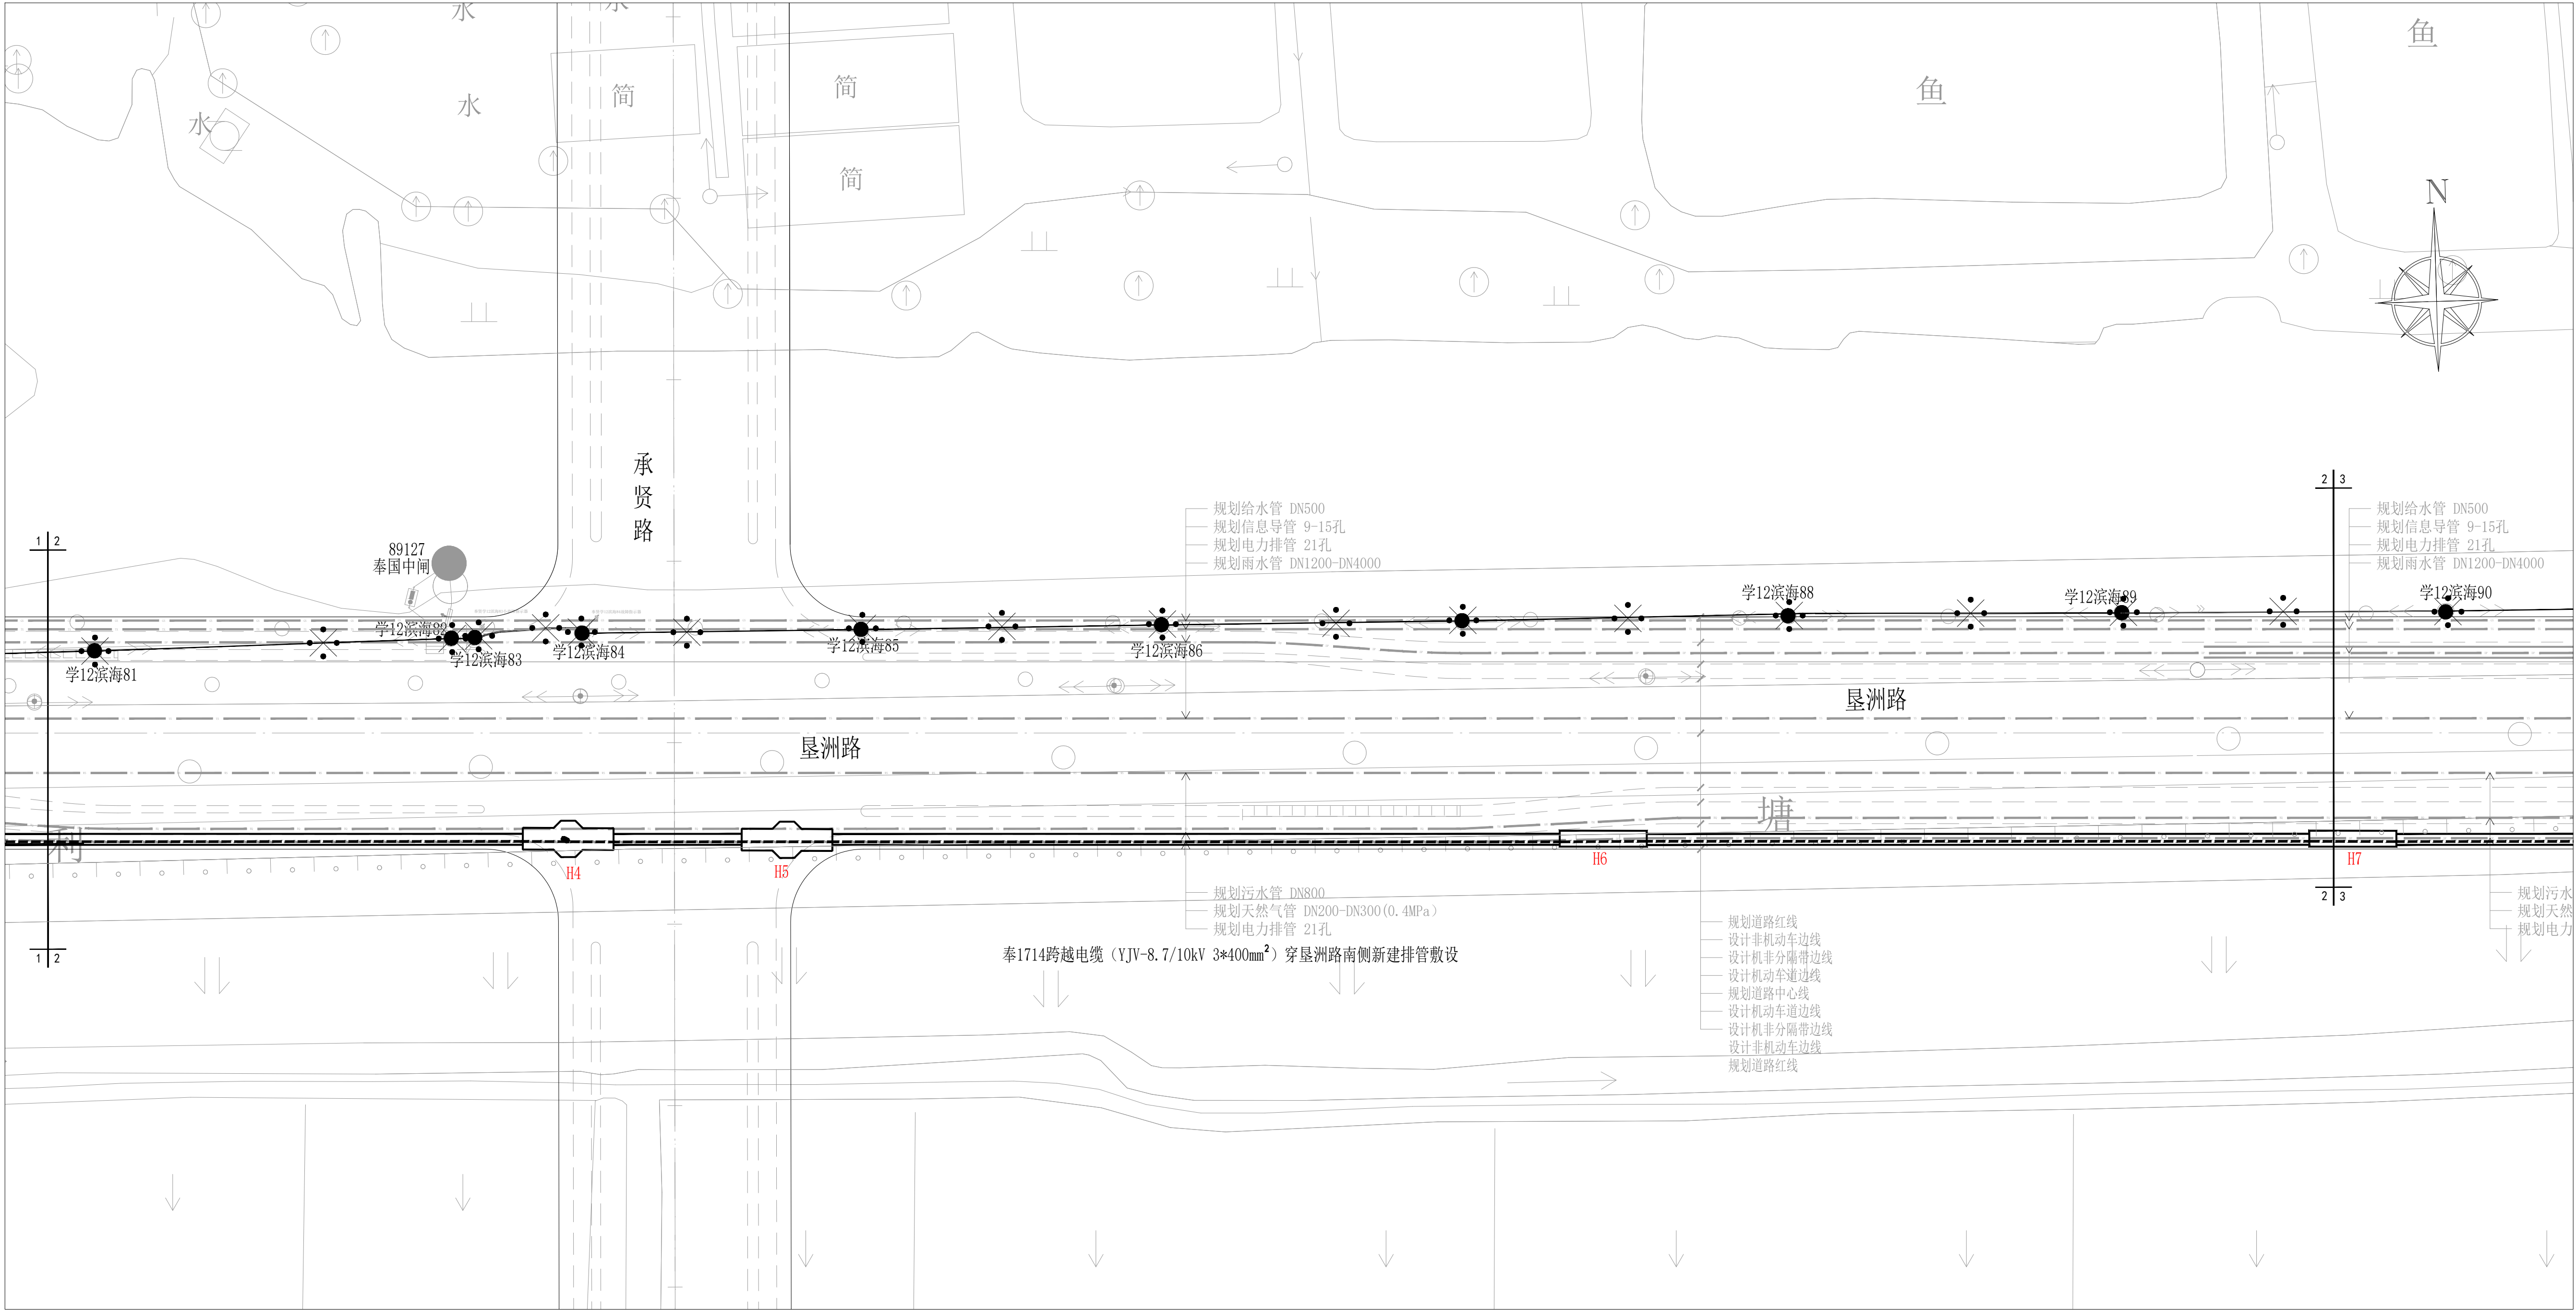 水
水
鱼
鱼
水
水
简
简
简
N
承
贤
路
1 2
89127
奉国中闸
学12滨海81
学12滨海82
学12滨海83
学12滨海84
学12滨海85
学12滨海86
学12滨海88
学12滨海89
学12滨海90
规划给水管 DN500
规划信息导管 9-15孔
规划电力排管 21孔
规划雨水管 DN1200-DN4000
2 3
规划给水管 DN500
规划信息导管 9-15孔
规划电力排管 21孔
规划雨水管 DN1200-DN4000
垦洲路
垦洲路
塘
H4
H5
H6
H7
规划污水管 DN800
规划天然气管 DN200-DN300(0.4MPa)
规划电力排管 21孔
奉1714跨越电缆（YJV-8.7/10kV 3*400mm²）穿垦洲路南侧新建排管敷设
规划道路红线
设计非机动车边线
设计机非分隔带边线
设计机动车道边线
规划道路中心线
设计机动车道边线
设计机非分隔带边线
设计非机动车边线
规划道路红线
2 3
规划污水
规划天然
规划电力
1 2